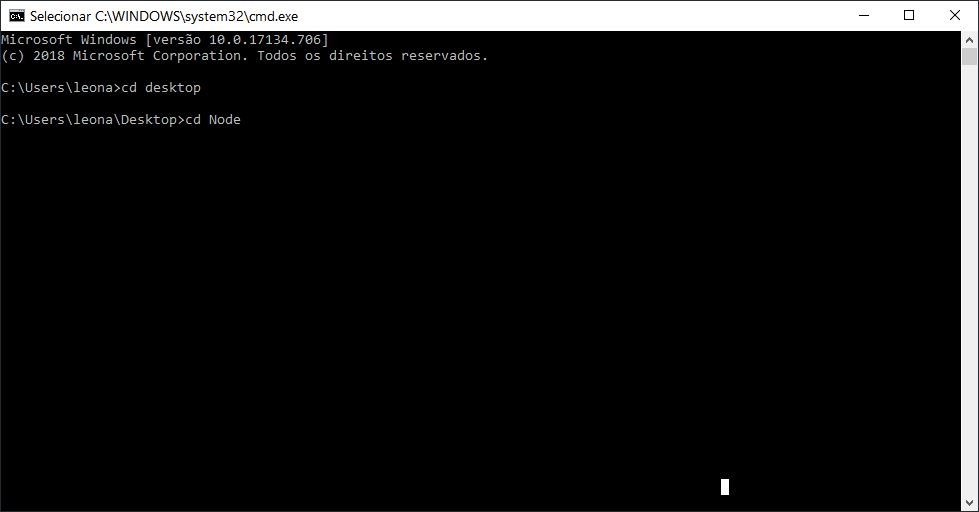 Selecionar C:\WINDOWS\system32\cmd.exe
Microsoft Windows [versão 10.0.17134.706]
(c) 2018 Microsoft Corporation. Todos os direitos reservados.
C:\Users\leona>cd desktop
C:\Users\leona\Desktop>cd Node